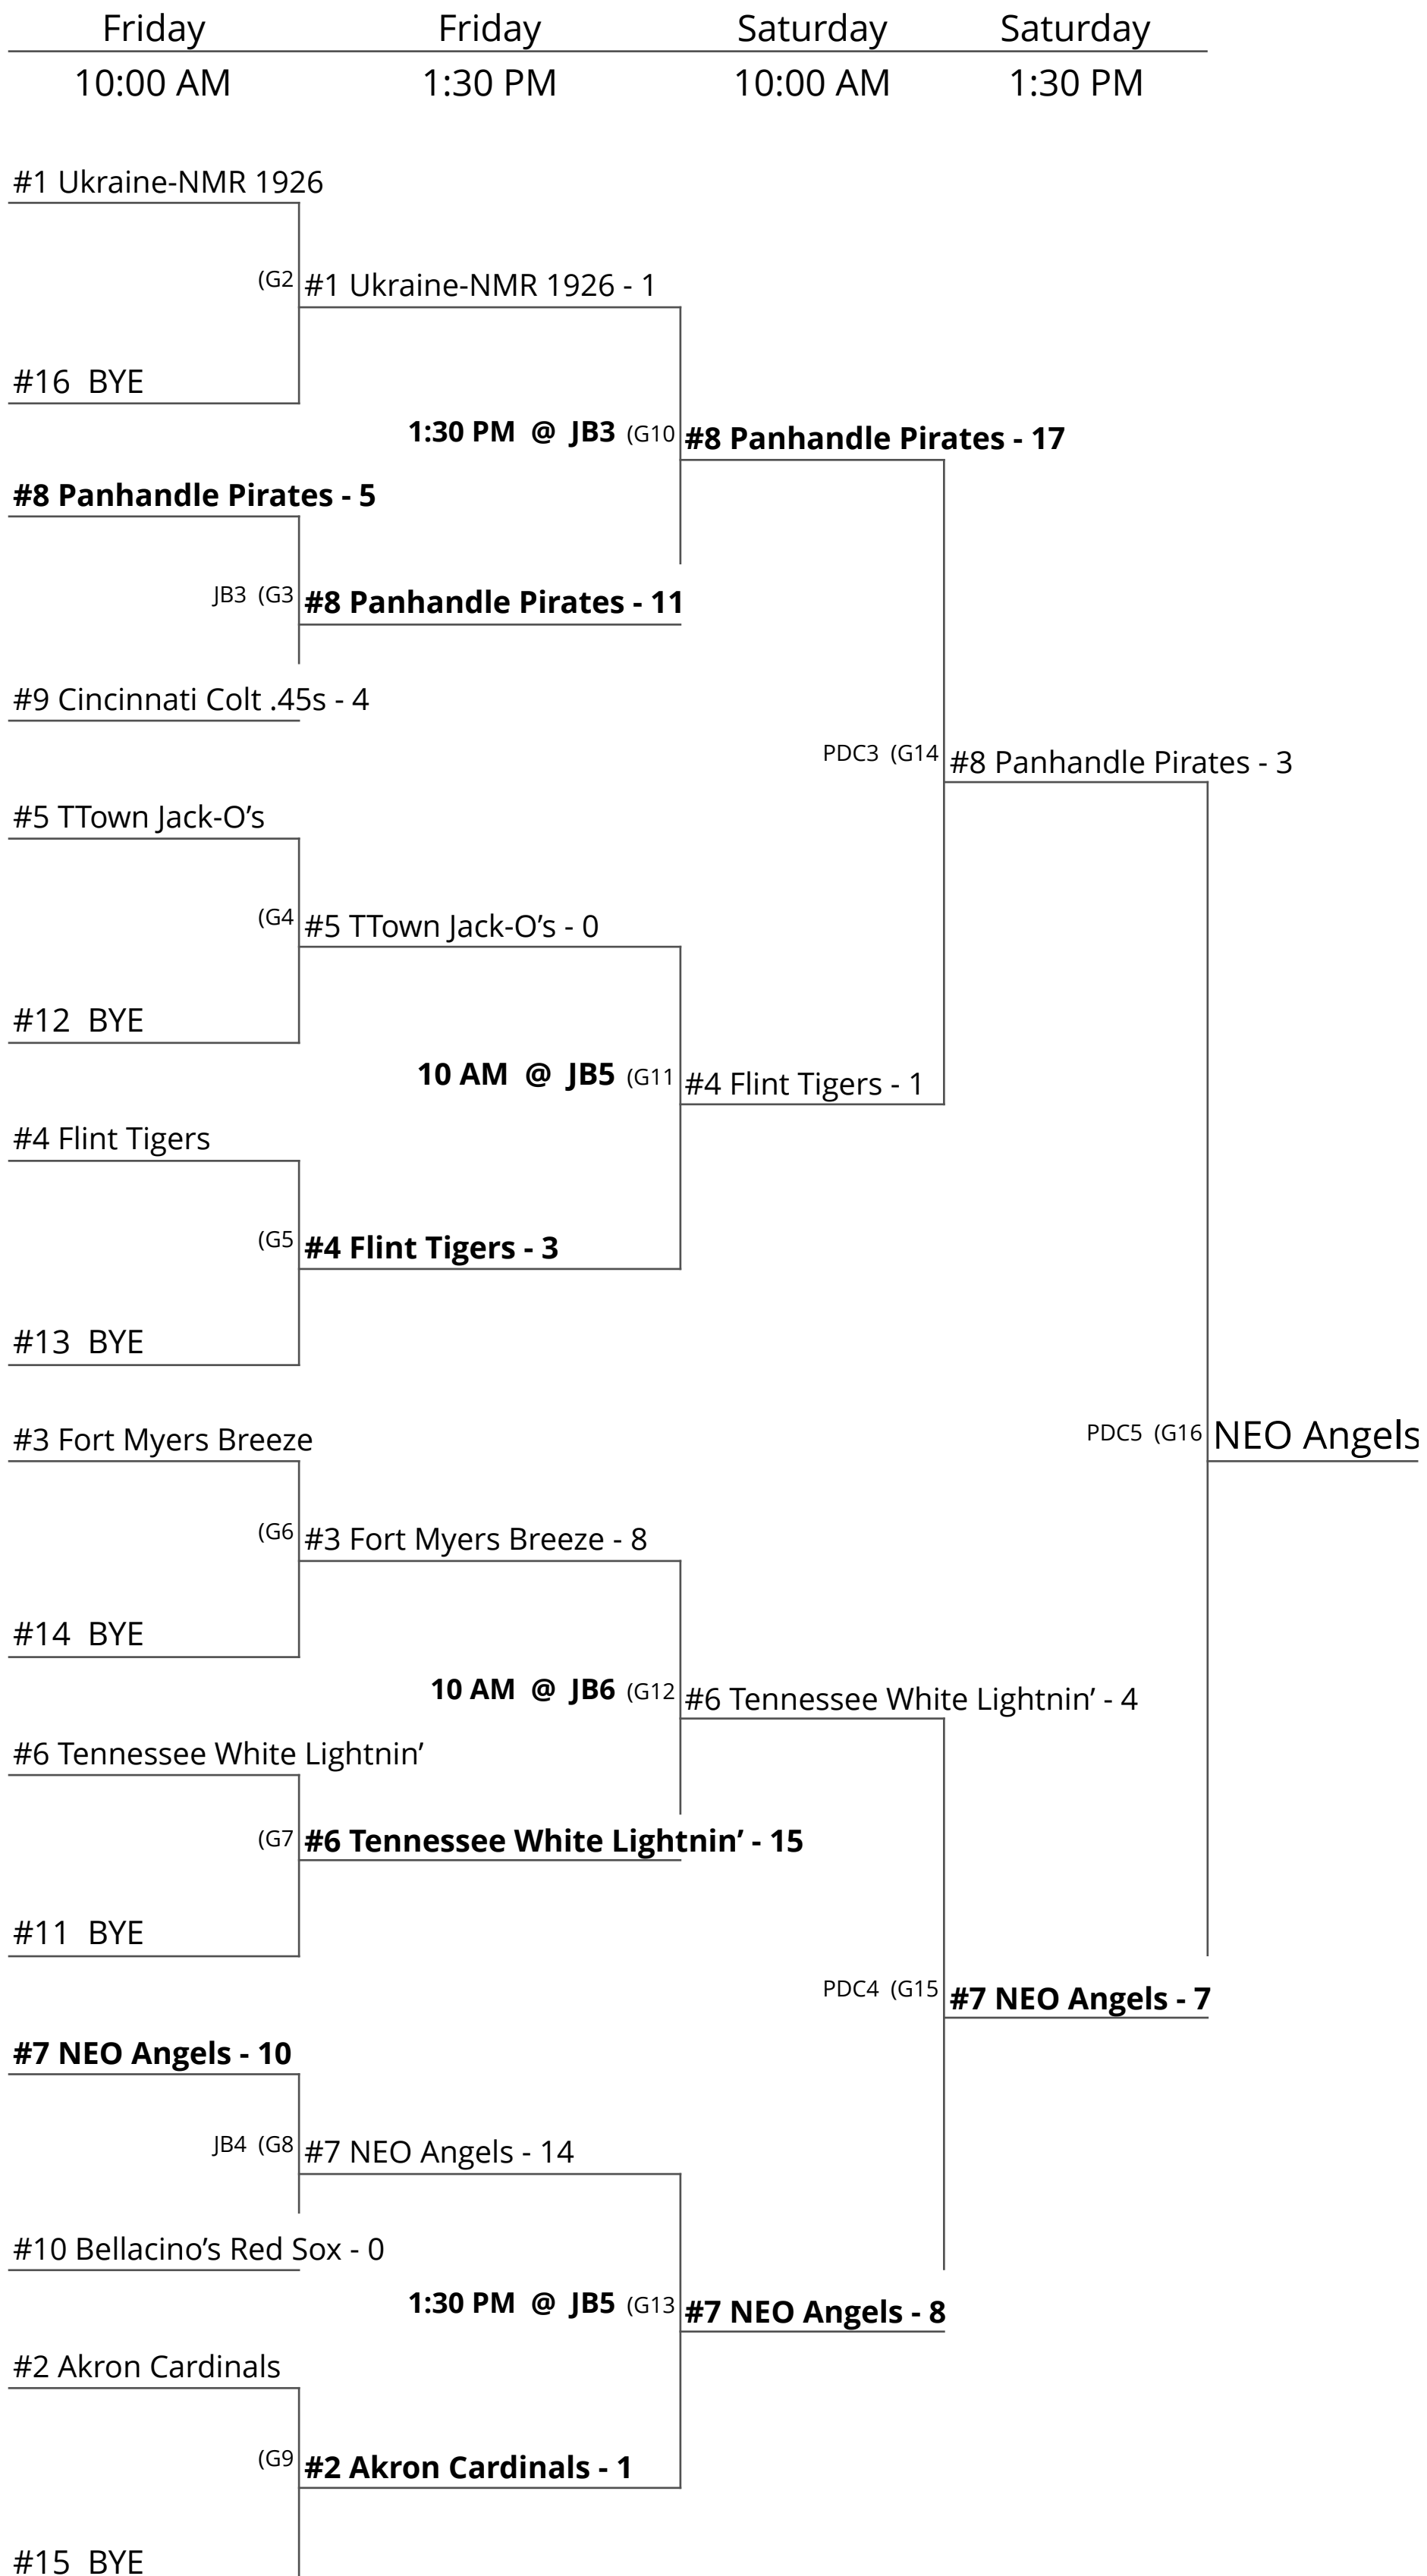 Friday Friday Saturday Saturday
10:00 AM 1:30 PM 10:00 AM 1:30 PM
#1 Ukraine-NMR 1926
(G2 #1 Ukraine-NMR 1926 - 1
#16 BYE
1:30 PM @ JB3 (G10 #8 Panhandle Pirates - 17
#8 Panhandle Pirates - 5
JB3 (G3 #8 Panhandle Pirates - 11
#9 Cincinnati Colt .45s - 4
PDC3 (G14 #8 Panhandle Pirates - 3
#5 TTown Jack-O’s
(G4 #5 TTown Jack-O’s - 0
#12 BYE
10 AM @ JB5 (G11 #4 Flint Tigers - 1
#4 Flint Tigers
(G5 #4 Flint Tigers - 3
#13 BYE
PDC5 (G16 NEO Angels
#3 Fort Myers Breeze
(G6 #3 Fort Myers Breeze - 8
#14 BYE
10 AM @ JB6 (G12 #6 Tennessee White Lightnin’ - 4
#6 Tennessee White Lightnin’
(G7 #6 Tennessee White Lightnin’ - 15
#11 BYE
PDC4 (G15 #7 NEO Angels - 7
#7 NEO Angels - 10
JB4 (G8 #7 NEO Angels - 14
#10 Bellacino’s Red Sox - 0
1:30 PM @ JB5 (G13 #7 NEO Angels - 8
#2 Akron Cardinals
(G9 #2 Akron Cardinals - 1
#15 BYE